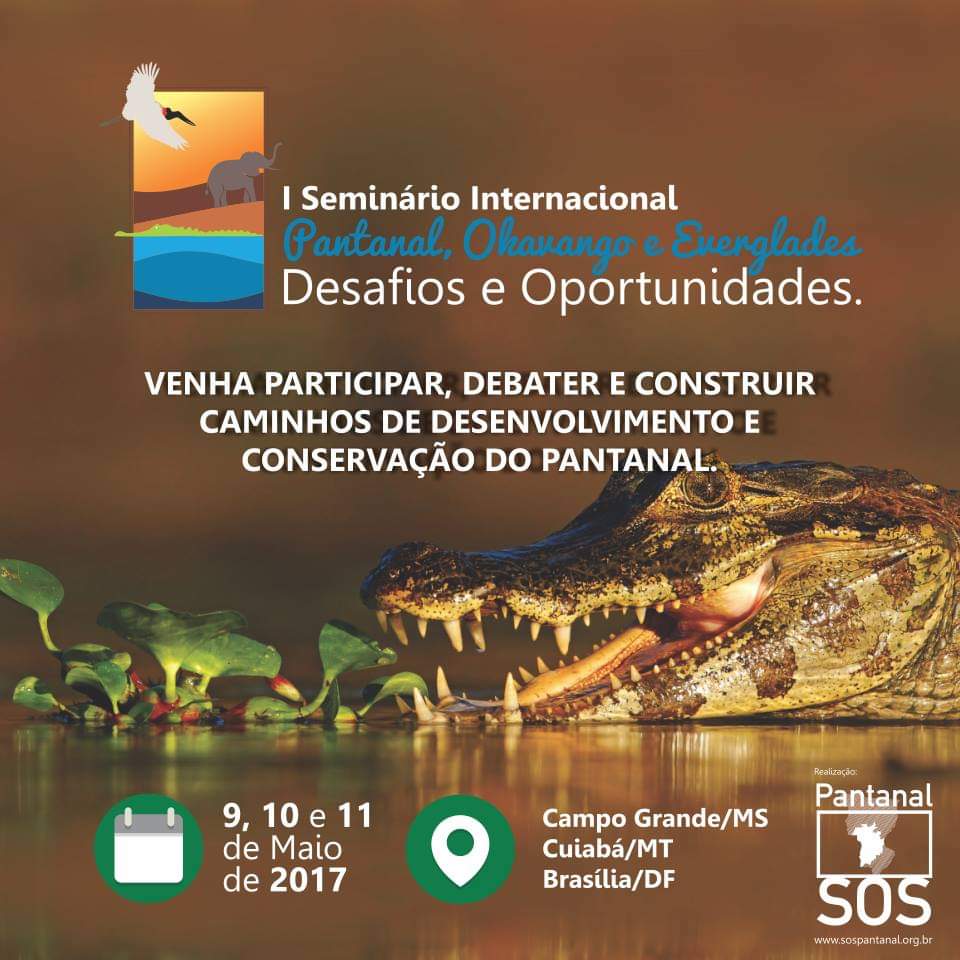 I Seminário Internacional
Pantanal, Okavango e Everglades
Desafios e Oportunidades.
VENHA PARTICIPAR, DEBATER E CONSTRUIR
CAMINHOS DE DESENVOLVIMENTO E
CONSERVAÇÃO DO PANTANAL.
9, 10 e 11
de Maio
de 2017
Campo Grande/MS
Cuiabá/MT
Brasília/DF
Realização:
Pantanal
SOS
www.sospantanal.org.br